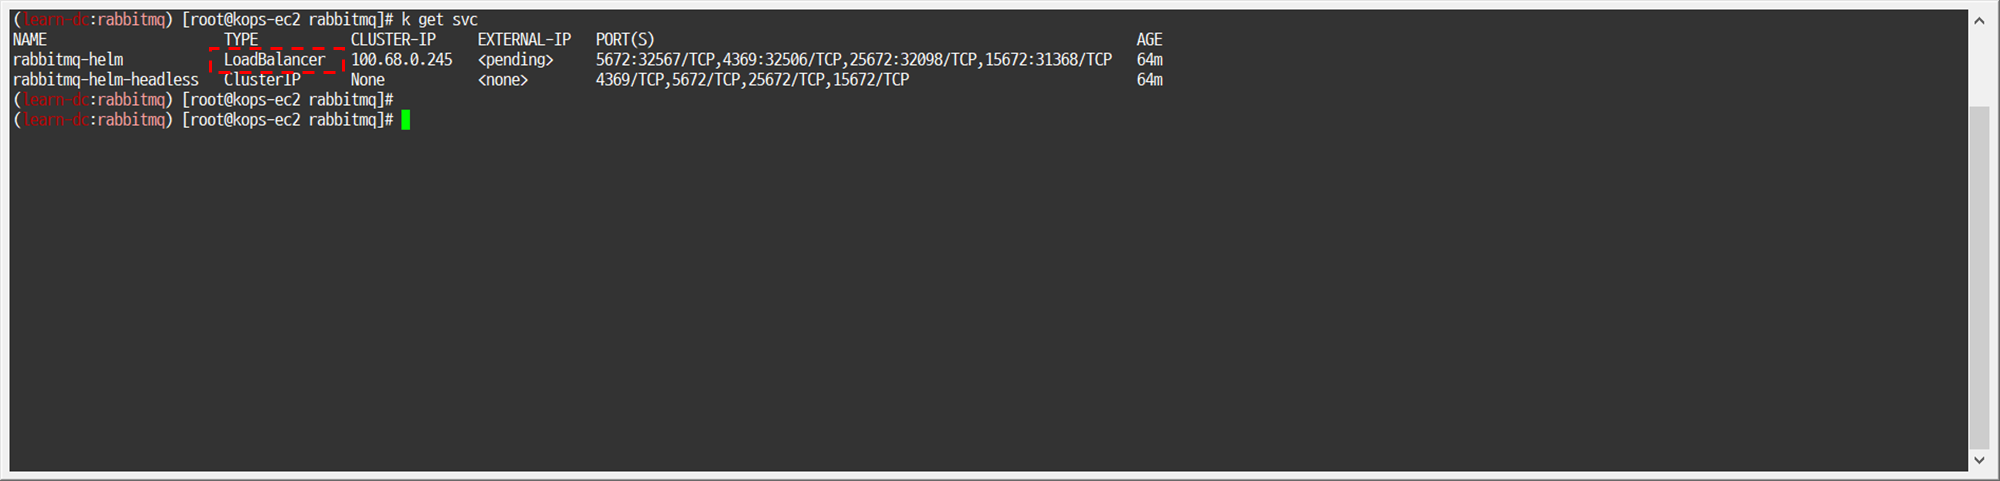 (learn-dc:rabbitmq) [root@kops-ec2 rabbitmq]# k get svc
NAME TYPE CLUSTER-IP EXTERNAL-IP PORT(S) AGE
rabbitmq-helm LoadBalancer 100.68.0.245 <pending> 5672:32567/TCP,4369:32506/TCP,25672:32098/TCP,15672:31368/TCP 64m
rabbitmq-helm-headless ClusterIP None <none> 4369/TCP,5672/TCP,25672/TCP,15672/TCP 64m
(learn-dc:rabbitmq) [root@kops-ec2 rabbitmq]#
(learn-dc:rabbitmq) [root@kops-ec2 rabbitmq]#